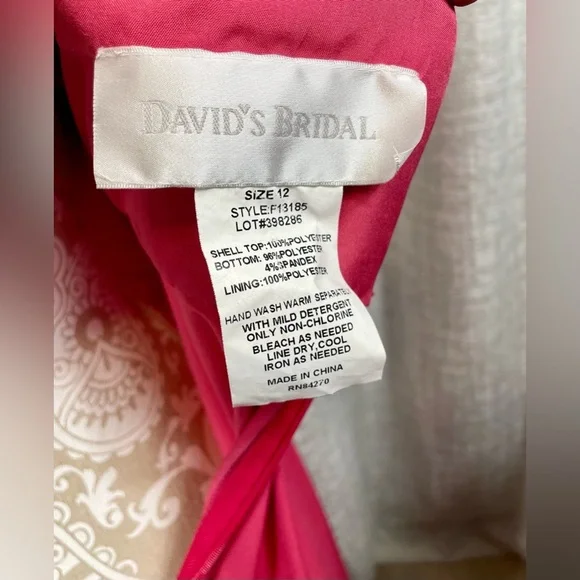 DAVID'S BRIDAL
SIZE 12
STYLE:F13185
LOT#398286
SHELL TOP:100%POLYESTER
BOTTOM: 96%POLYESTER
4%SPANDEX
LINING:100%POLYESTER
HAND WASH WARM SEPARATELY
WITH MILD DETERGENT
ONLY NON-CHLORINE
BLEACH AS NEEDED
LINE DRY,COOL
IRON AS NEEDED
MADE IN CHINA
RN#84270